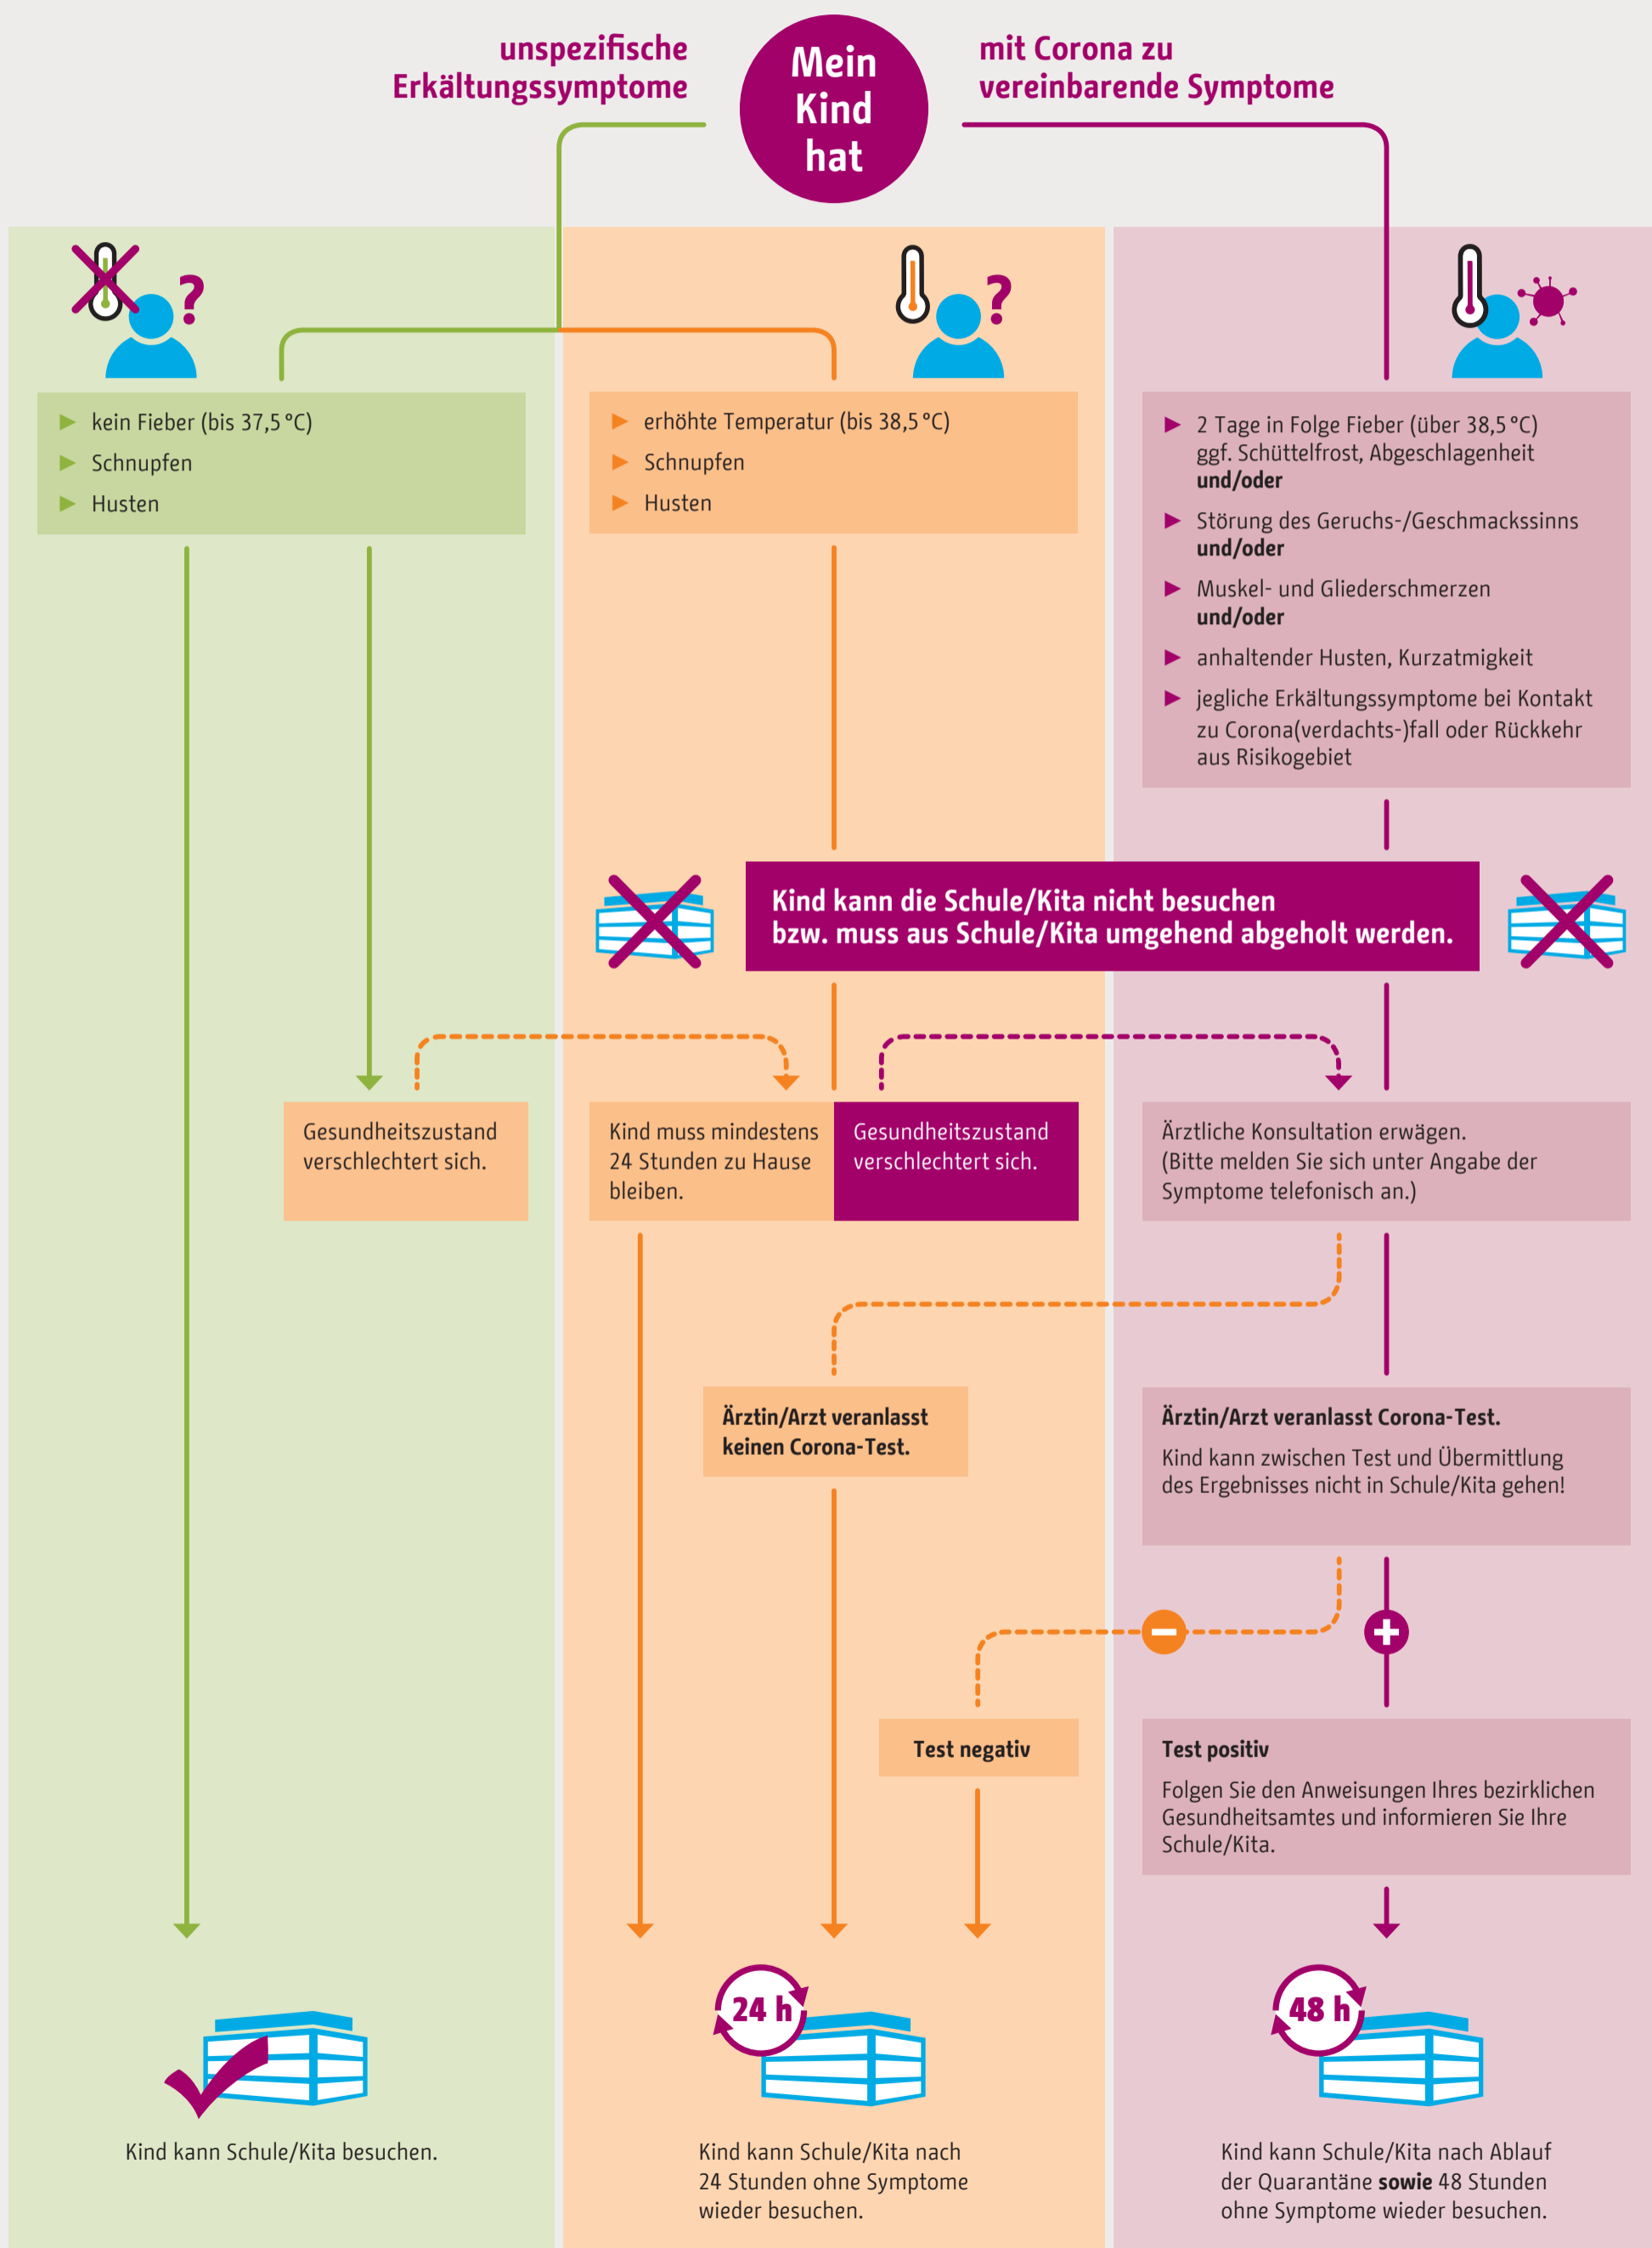 unspezifische
Erkältungssymptome
Mein
Kind
hat
mit Corona zu
vereinbarende Symptome
?
?
kein Fieber (bis 37,5 °C)
Schnupfen
Husten
erhöhte Temperatur (bis 38,5 °C)
Schnupfen
Husten
2 Tage in Folge Fieber (über 38,5 °C)
ggf. Schüttelfrost, Abgeschlagenheit
und/oder
Störung des Geruchs-/Geschmackssinns
und/oder
Muskel- und Gliederschmerzen
und/oder
anhaltender Husten, Kurzatmigkeit
jegliche Erkältungssymptome bei Kontakt
zu Corona(verdachts-)fall oder Rückkehr
aus Risikogebiet
Kind kann die Schule/Kita nicht besuchen
bzw. muss aus Schule/Kita umgehend abgeholt werden.
Gesundheitszustand
verschlechtert sich.
Kind muss mindestens
24 Stunden zu Hause
bleiben.
Gesundheitszustand
verschlechtert sich.
Ärztliche Konsultation erwägen.
(Bitte melden Sie sich unter Angabe der
Symptome telefonisch an.)
Ärztin/Arzt veranlasst
keinen Corona-Test.
Ärztin/Arzt veranlasst Corona-Test.
Kind kann zwischen Test und Übermittlung
des Ergebnisses nicht in Schule/Kita gehen!
Test negativ
Test positiv
Folgen Sie den Anweisungen Ihres bezirklichen
Gesundheitsamtes und informieren Sie Ihre
Schule/Kita.
24 h
48 h
Kind kann Schule/Kita besuchen.
Kind kann Schule/Kita nach
24 Stunden ohne Symptome
wieder besuchen.
Kind kann Schule/Kita nach Ablauf
der Quarantäne sowie 48 Stunden
ohne Symptome wieder besuchen.